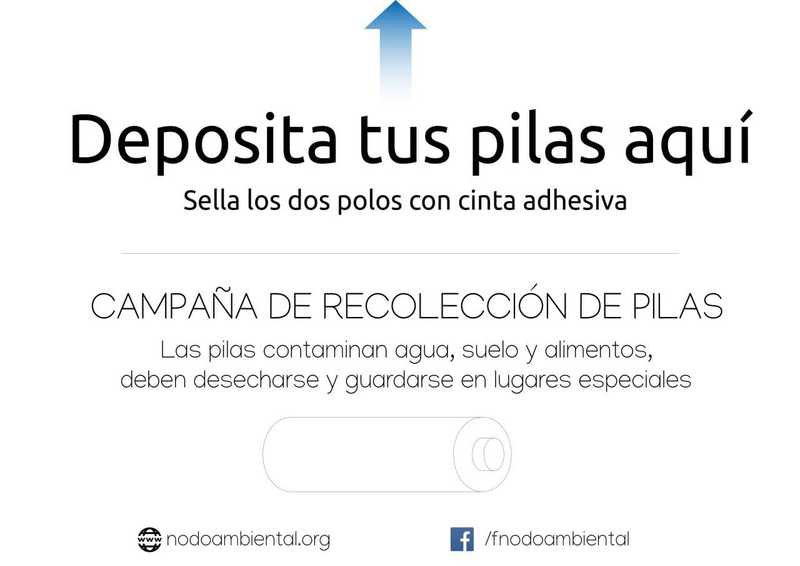 Deposita tus pilas aquí
Sella los dos polos con cinta adhesiva
CAMPAÑA DE RECOLECCIÓN DE PILAS
Las pilas contaminan agua, suelo y alimentos,
deben desecharse y guardarse en lugares especiales
www nodoambiental.org
f /fnodoambiental